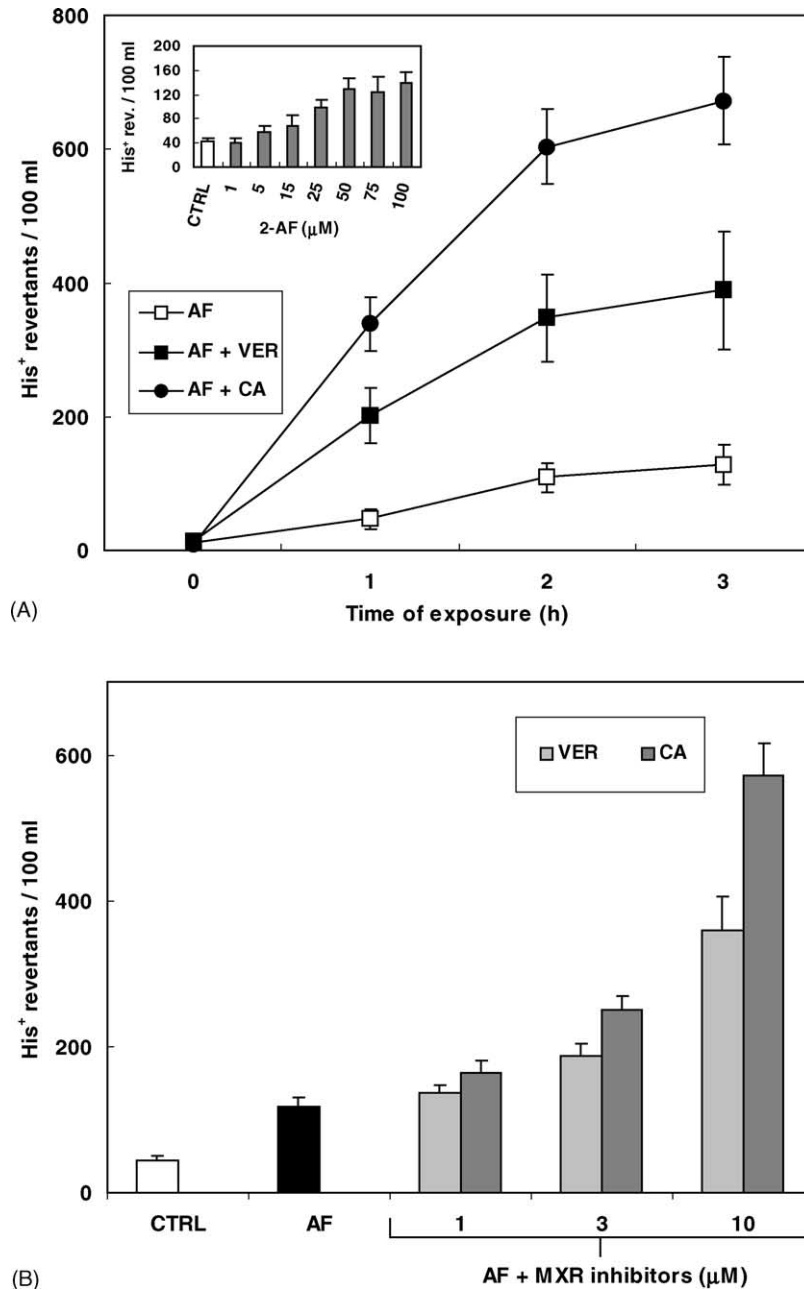 800
600
400
200
0
His⁺ revertants / 100 ml
200
160
120
80
40
0
His⁺ rev. / 100 ml
CTRL 1 5 15 25 50 75 100
2-AF (μM)
AF
AF + VER
AF + CA
0 1 2 3
(A) Time of exposure (h)
600
400
200
0
His⁺ revertants / 100 ml
VER CA
CTRL AF 1 3 10
AF + MXR inhibitors (μM)
(B)